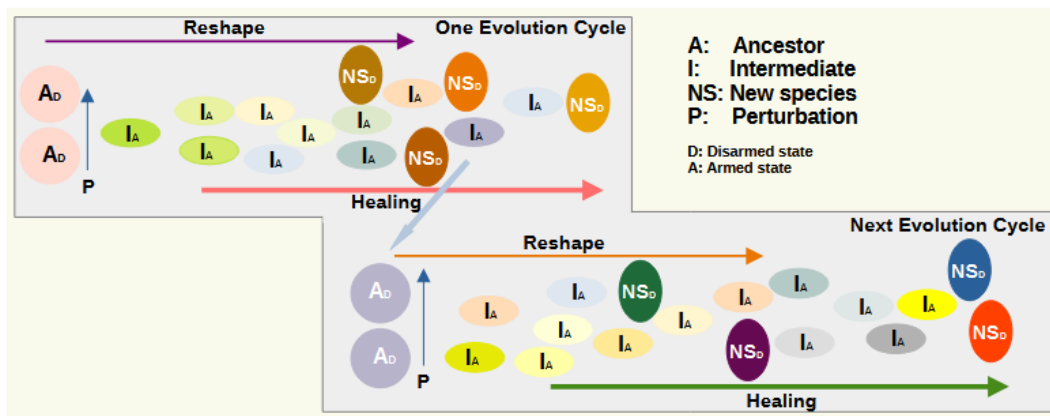 Reshape
One Evolution Cycle
AD
AD
P
IA
IA
IA
IA
IA
IA
NSD
IA
IA
IA
NSD
NSD
IA
IA
NSD
Healing
A: Ancestor
I: Intermediate
NS: New species
P: Perturbation
D: Disarmed state
A: Armed state
Next Evolution Cycle
Reshape
AD
AD
P
IA
IA
IA
IA
IA
IA
NSD
IA
IA
IA
NSD
IA
IA
IA
IA
NSD
NSD
Healing